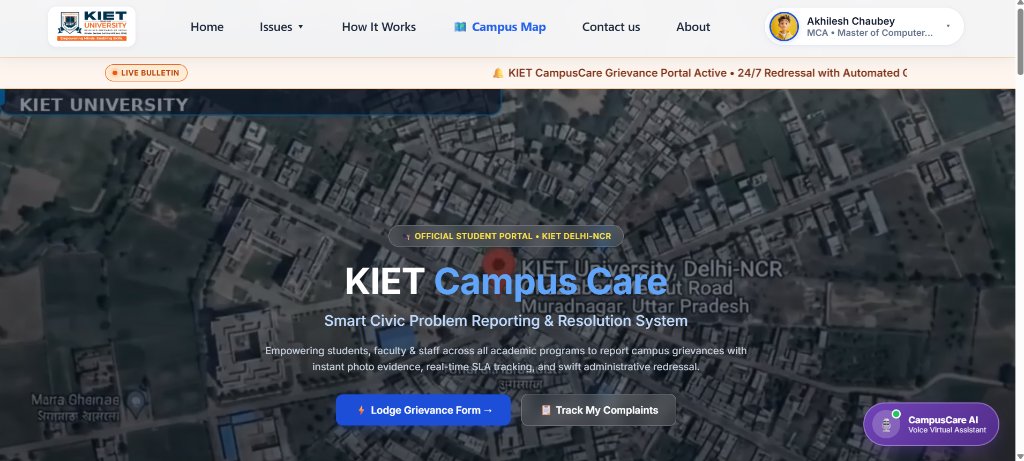 KIET
UNIVERSITY
Home
Issues
How It Works
Campus Map
Contact us
About
Akhilesh Chaubey
MCA • Master of Computer...
LIVE BULLETIN
KIET CampusCare Grievance Portal Active • 24/7 Redressal with Automated
KIET UNIVERSITY
OFFICIAL STUDENT PORTAL • KIET DELHI-NCR
KIET University, Delhi-NCR
KIET Campus Care
Road,
Muradnagar, Uttar Pradesh
Smart Civic Problem Reporting & Resolution System
Empowering students, faculty & staff across all academic programs to report campus grievances with
instant photo evidence, real-time SLA tracking, and swift administrative redressal.
Lodge Grievance Form →
Track My Complaints
CampusCare AI
Voice Virtual Assistant